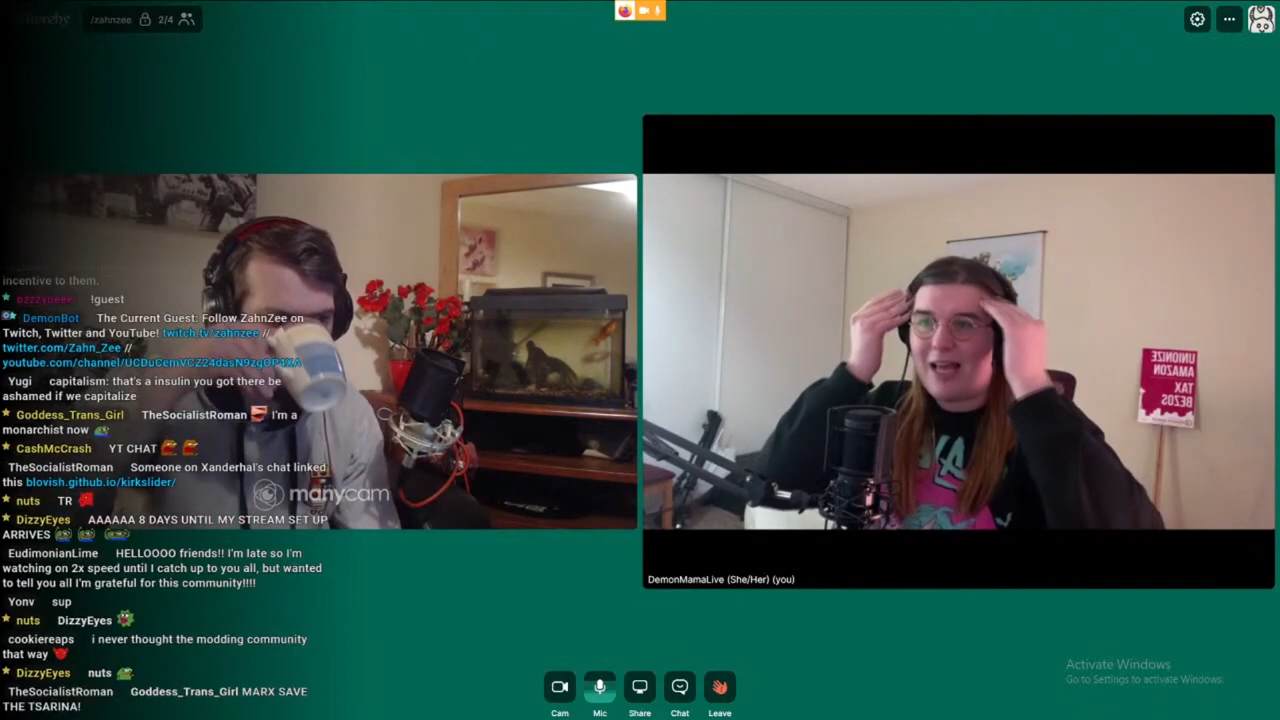 /zahnzee 2/4
incentive to them.
!guest
DemonBot The Current Guest: Follow ZahnZee on
Twitch, Twitter and YouTube! twitch.tv/zahnzee //
twitter.com/Zahn_Zee //
Yugi capitalism: that's a insulin you got there be
ashamed if we capitalize
Goddess_Trans_Girl TheSocialistRoman I'm a
monarchist now
CashMcCrash YT CHAT
TheSocialistRoman Someone on Xanderhal's chat linked
this blovish.github.io/kirkslider/
nuts TR
DizzyEyes AAAAAA 8 DAYS UNTIL MY STREAM SET UP
ARRIVES
EudimonianLime HELLOOOO friends!! I'm late so I'm
watching on 2x speed until I catch up to you all, but wanted
to tell you all I'm grateful for this community!!!!
Yonv sup
nuts DizzyEyes
cookiereaps i never thought the modding community
that way
DizzyEyes nuts
TheSocialistRoman Goddess_Trans_Girl MARX SAVE
THE TSARINA!
manycam
UNIONIZE
AMAZON
TAX
BEZOS
DemonMamaLive (She/Her) (you)
Activate Windows
Go to Settings to activate Windows.
Cam Mic Share Chat Leave